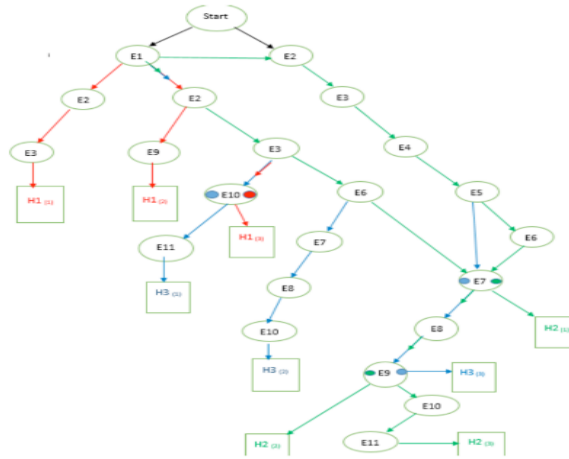 Start
E1
E2
E2
E2
E3
E3
E9
E3
E4
H1 (1)
H1 (2)
E10
E6
E5
E11
H1 (3)
E7
E6
H3 (1)
E8
E7
E10
E8
H2 (1)
H3 (2)
E9
H3 (3)
E10
H2 (2)
E11
H2 (3)